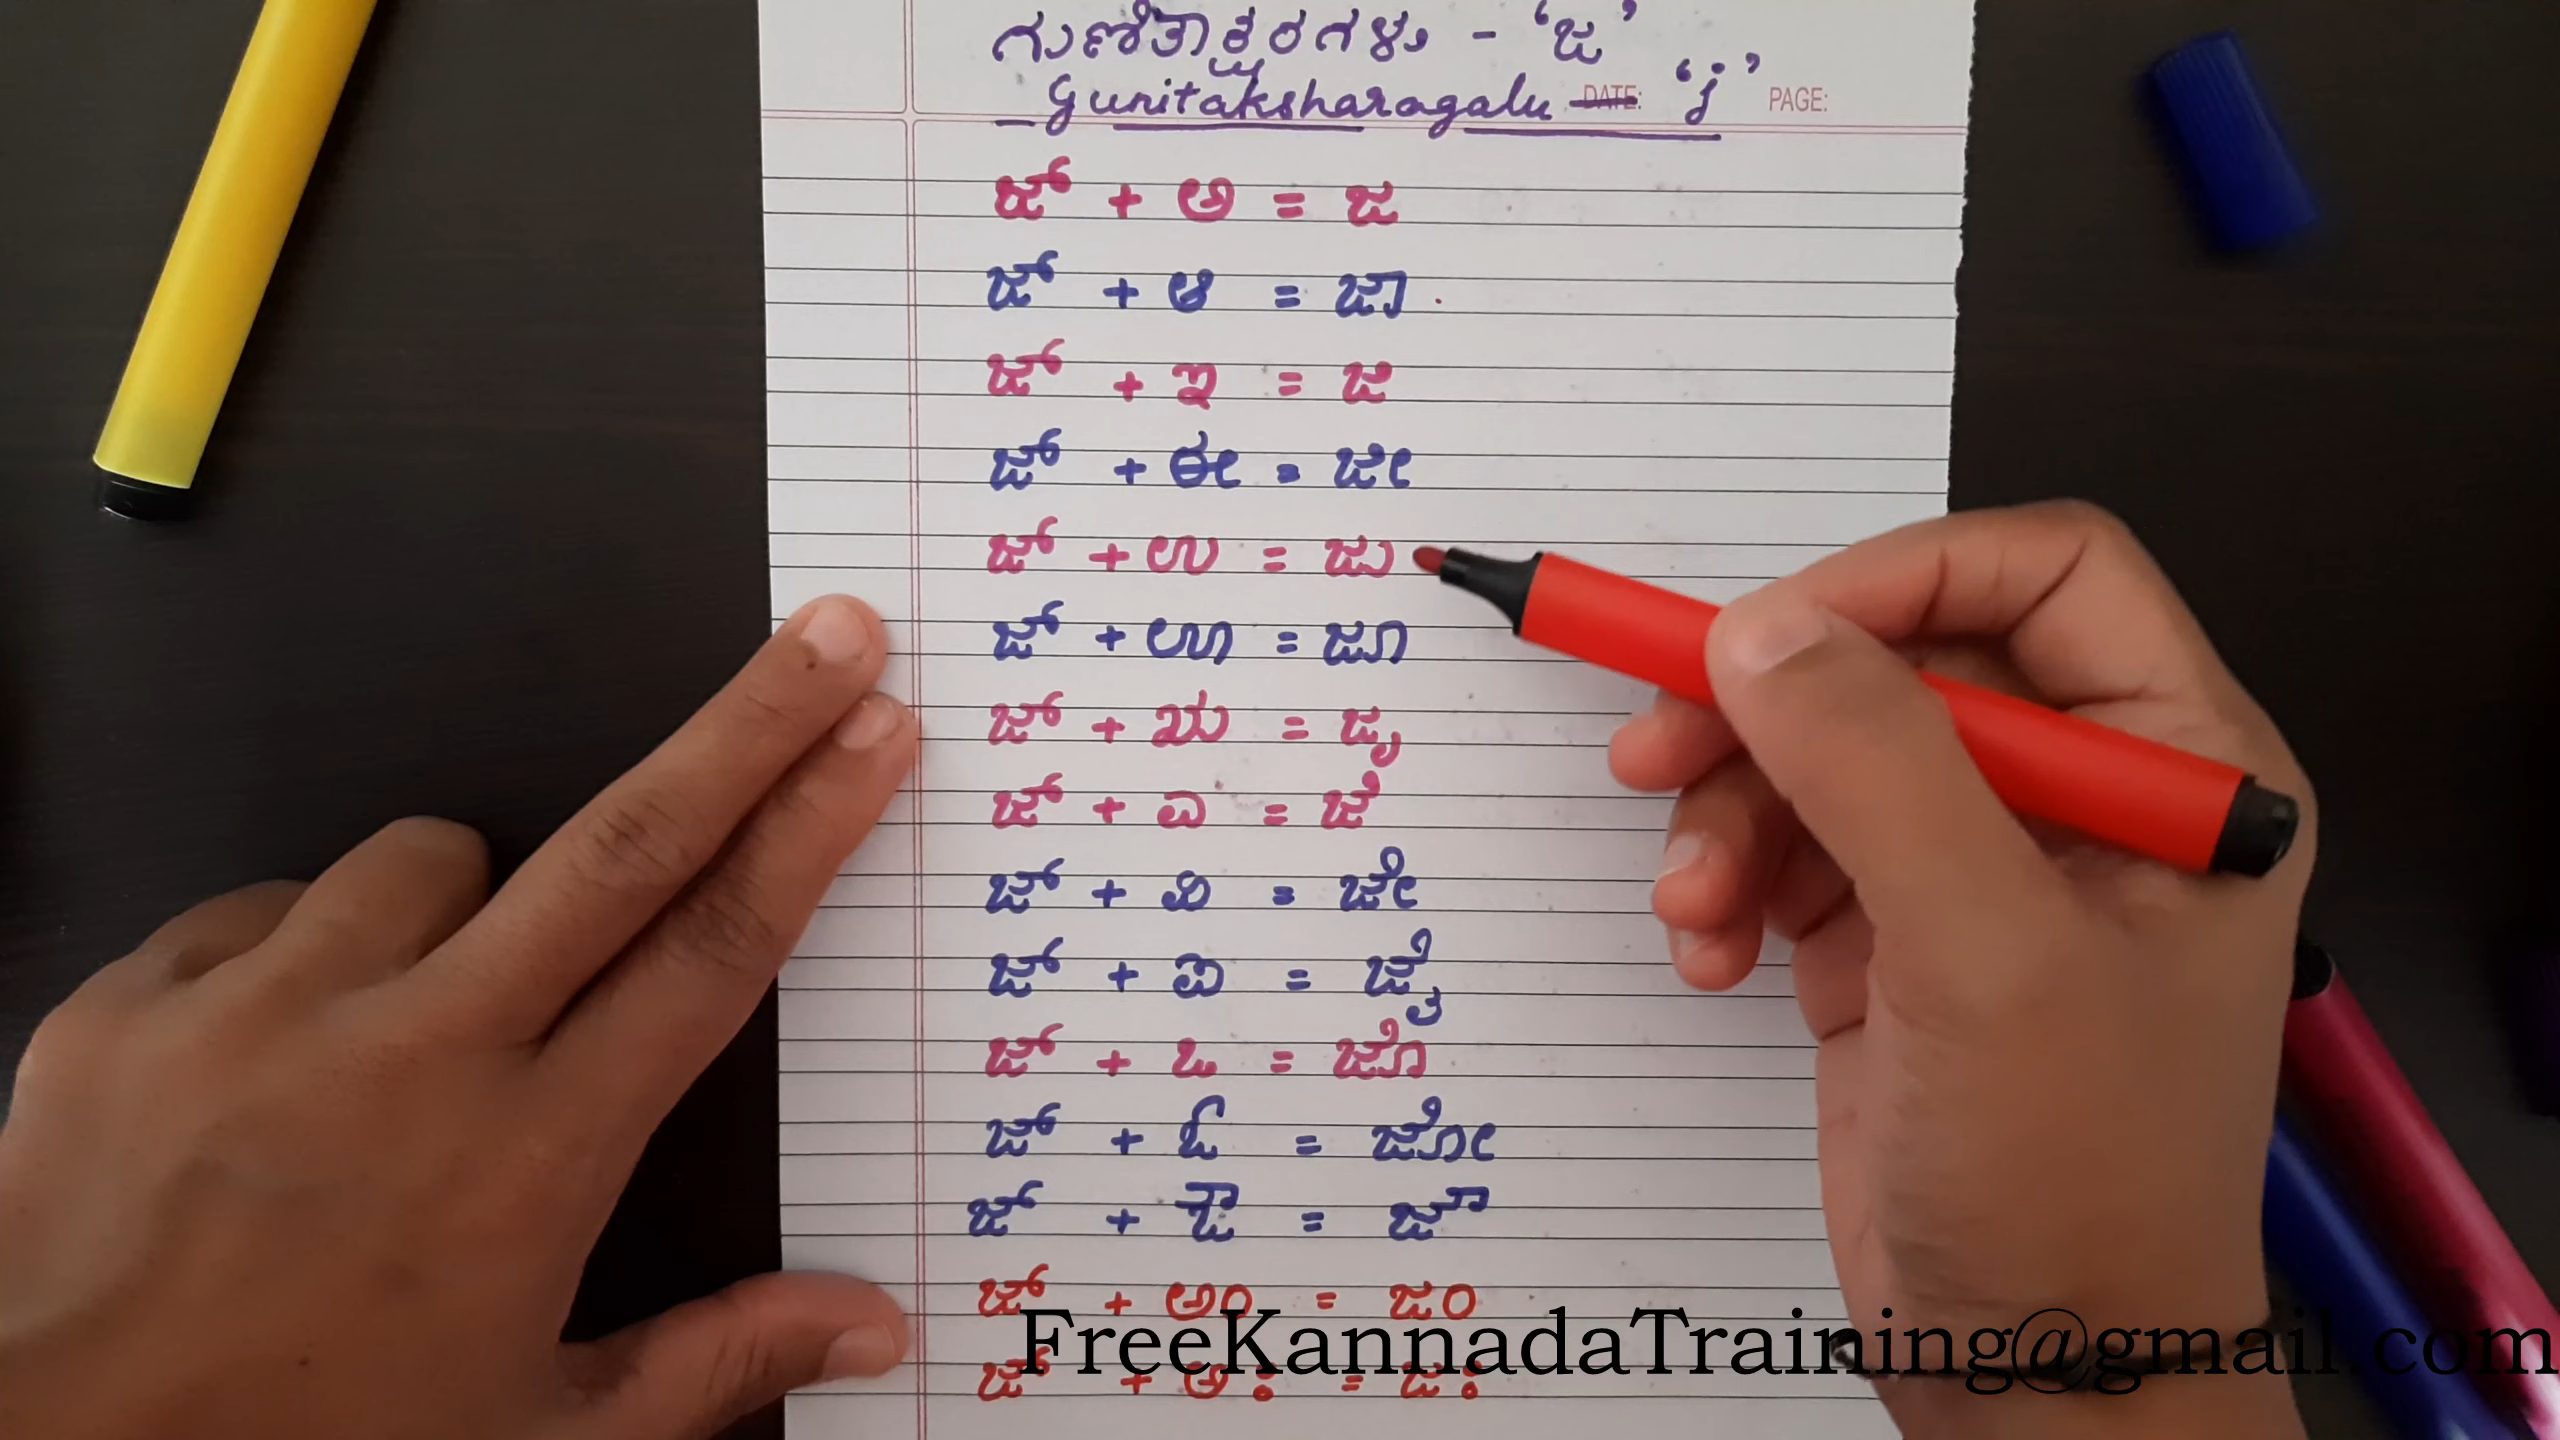 ಗುಣಿತಾಕ್ಷರಗಳು - 'ಜ'
Gunitaksharagalu - 'j'
DATE: PAGE:
ಜ್ + ಅ = ಜ
ಜ್ + ಆ = ಜಾ
ಜ್ + ಇ = ಜಿ
ಜ್ + ಈ = ಜೀ
ಜ್ + ಉ = ಜು
ಜ್ + ಊ = ಜೂ
ಜ್ + ಋ = ಜೃ
ಜ್ + ಎ = ಜೆ
ಜ್ + ಏ = ಜೇ
ಜ್ + ಐ = ಜೈ
ಜ್ + ಒ = ಜೊ
ಜ್ + ಓ = ಜೋ
ಜ್ + ಔ = ಜೌ
ಜ್ + ಅಂ = ಜಂ
FreeKannadaTraining@gmail.com
ಜ್ + ಅಃ = ಜಃ